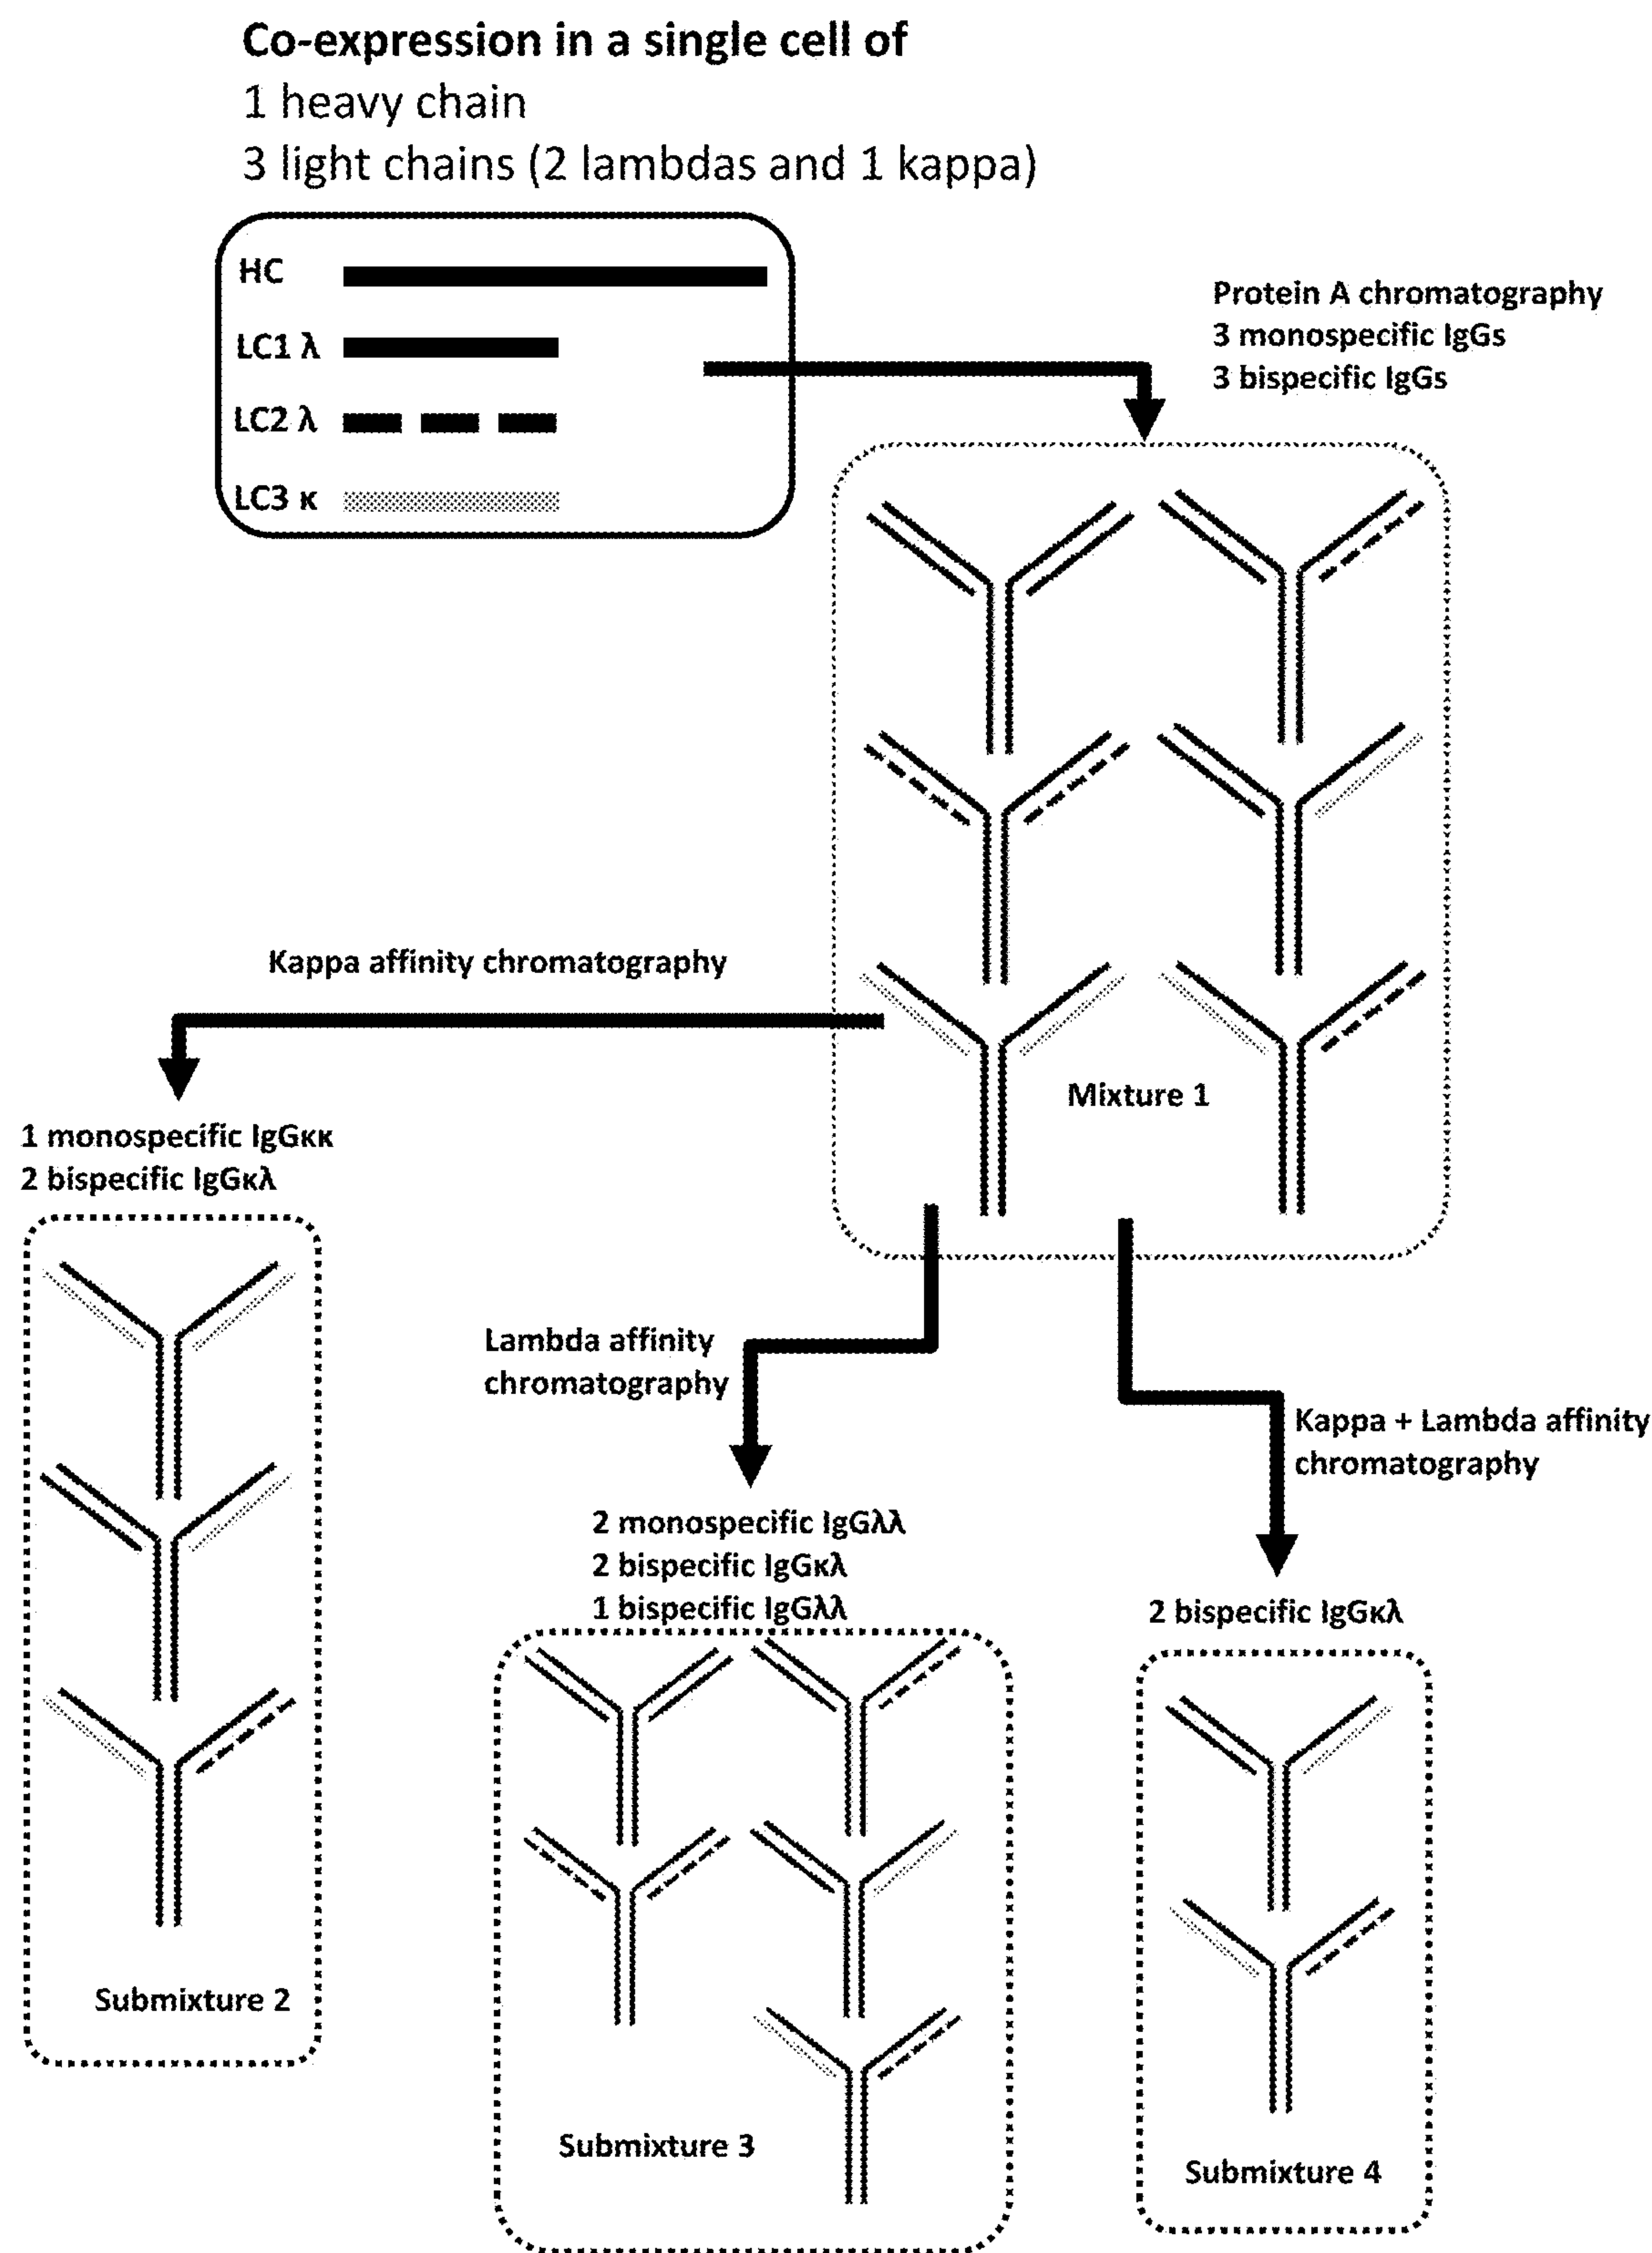 Co-expression in a single cell of
1 heavy chain
3 light chains (2 lambdas and 1 kappa)
HC
LC1 λ
LC2 λ
LC3 κ
Protein A chromatography
3 monospecific IgGs
3 bispecific IgGs
Mixture 1
Kappa affinity chromatography
1 monospecific IgGκκ
2 bispecific IgGκλ
Submixture 2
Lambda affinity
chromatography
2 monospecific IgGλλ
2 bispecific IgGκλ
1 bispecific IgGλλ
Submixture 3
Kappa + Lambda affinity
chromatography
2 bispecific IgGκλ
Submixture 4